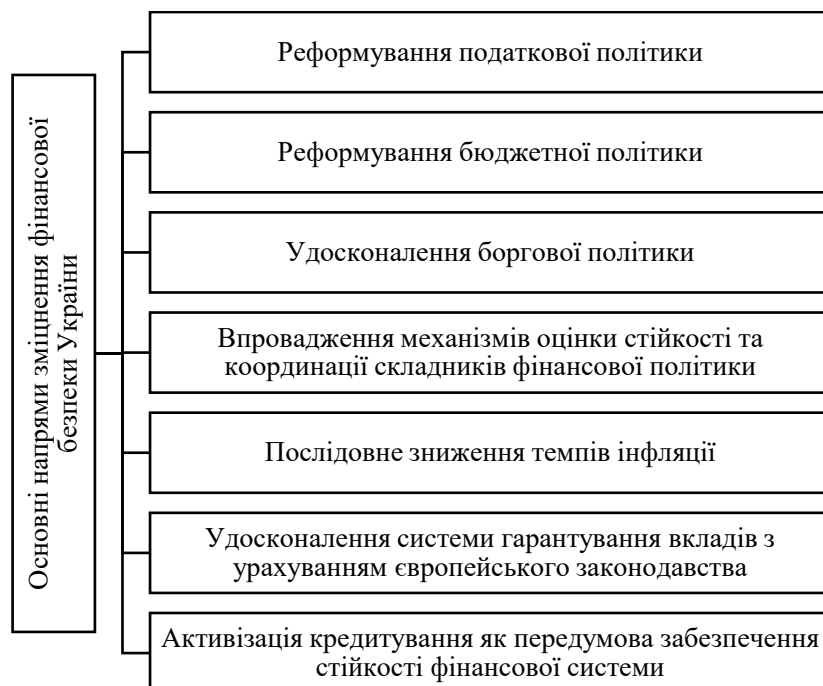 Основні напрями зміцнення фінансової
безпеки України
Реформування податкової політики
Реформування бюджетної політики
Удосконалення боргової політики
Впровадження механізмів оцінки стійкості та
координації складників фінансової політики
Послідовне зниження темпів інфляції
Удосконалення системи гарантування вкладів з
урахуванням європейського законодавства
Активізація кредитування як передумова забезпечення
стійкості фінансової системи